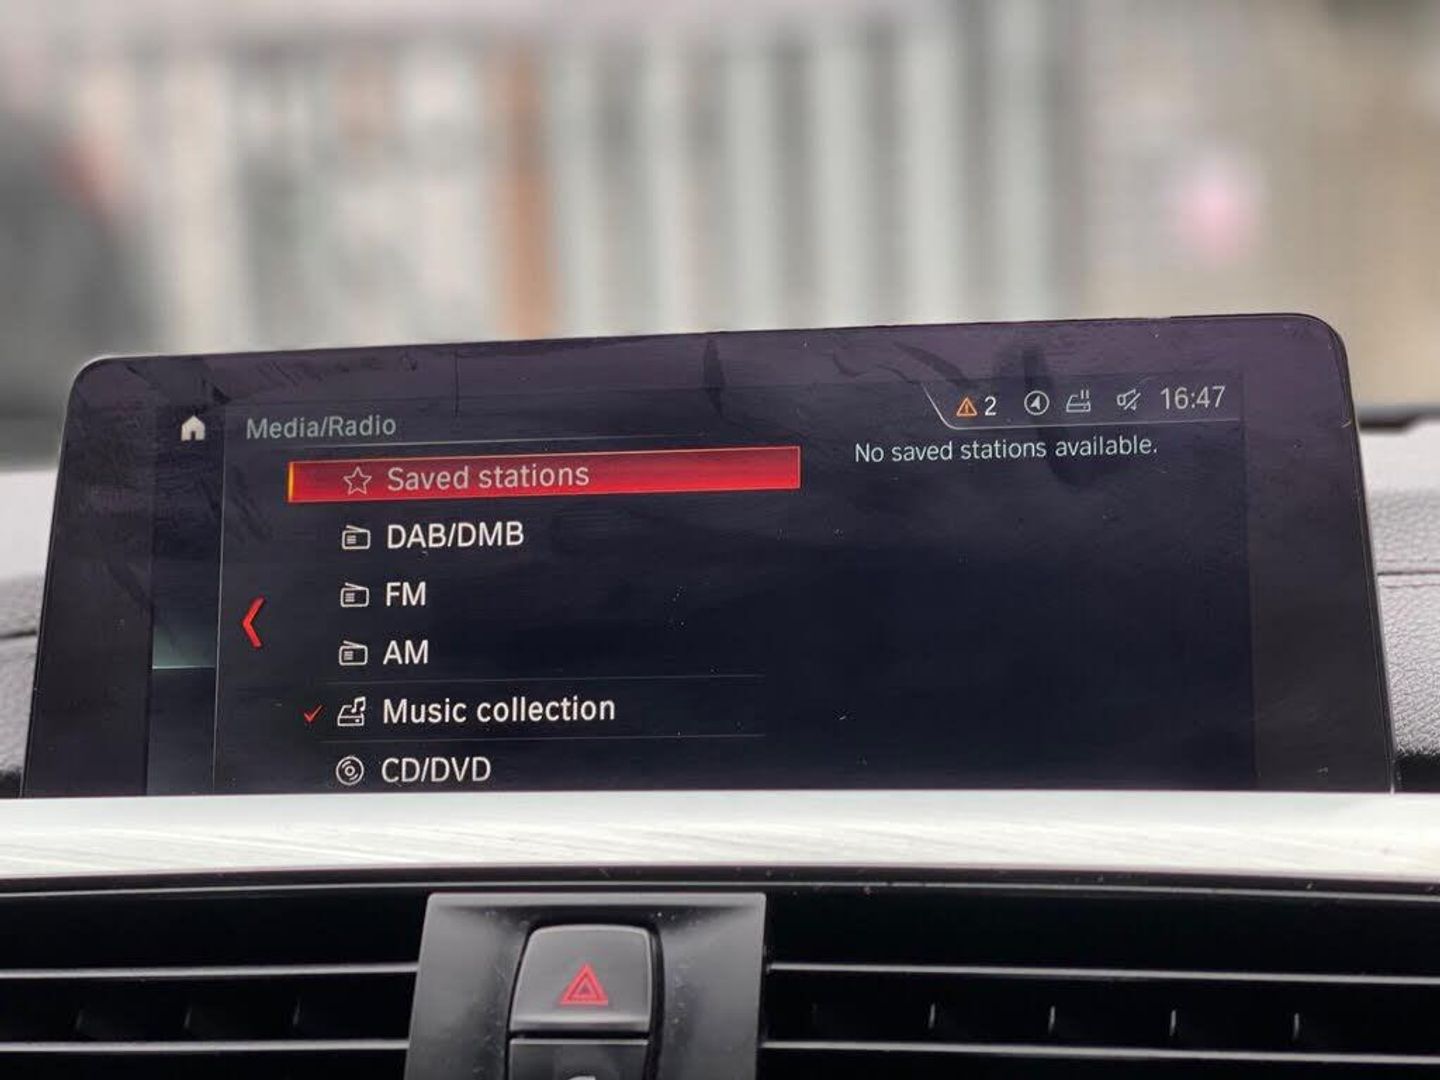 Media/Radio
2 16:47
Saved stations
No saved stations available.
DAB/DMB
FM
AM
Music collection
CD/DVD